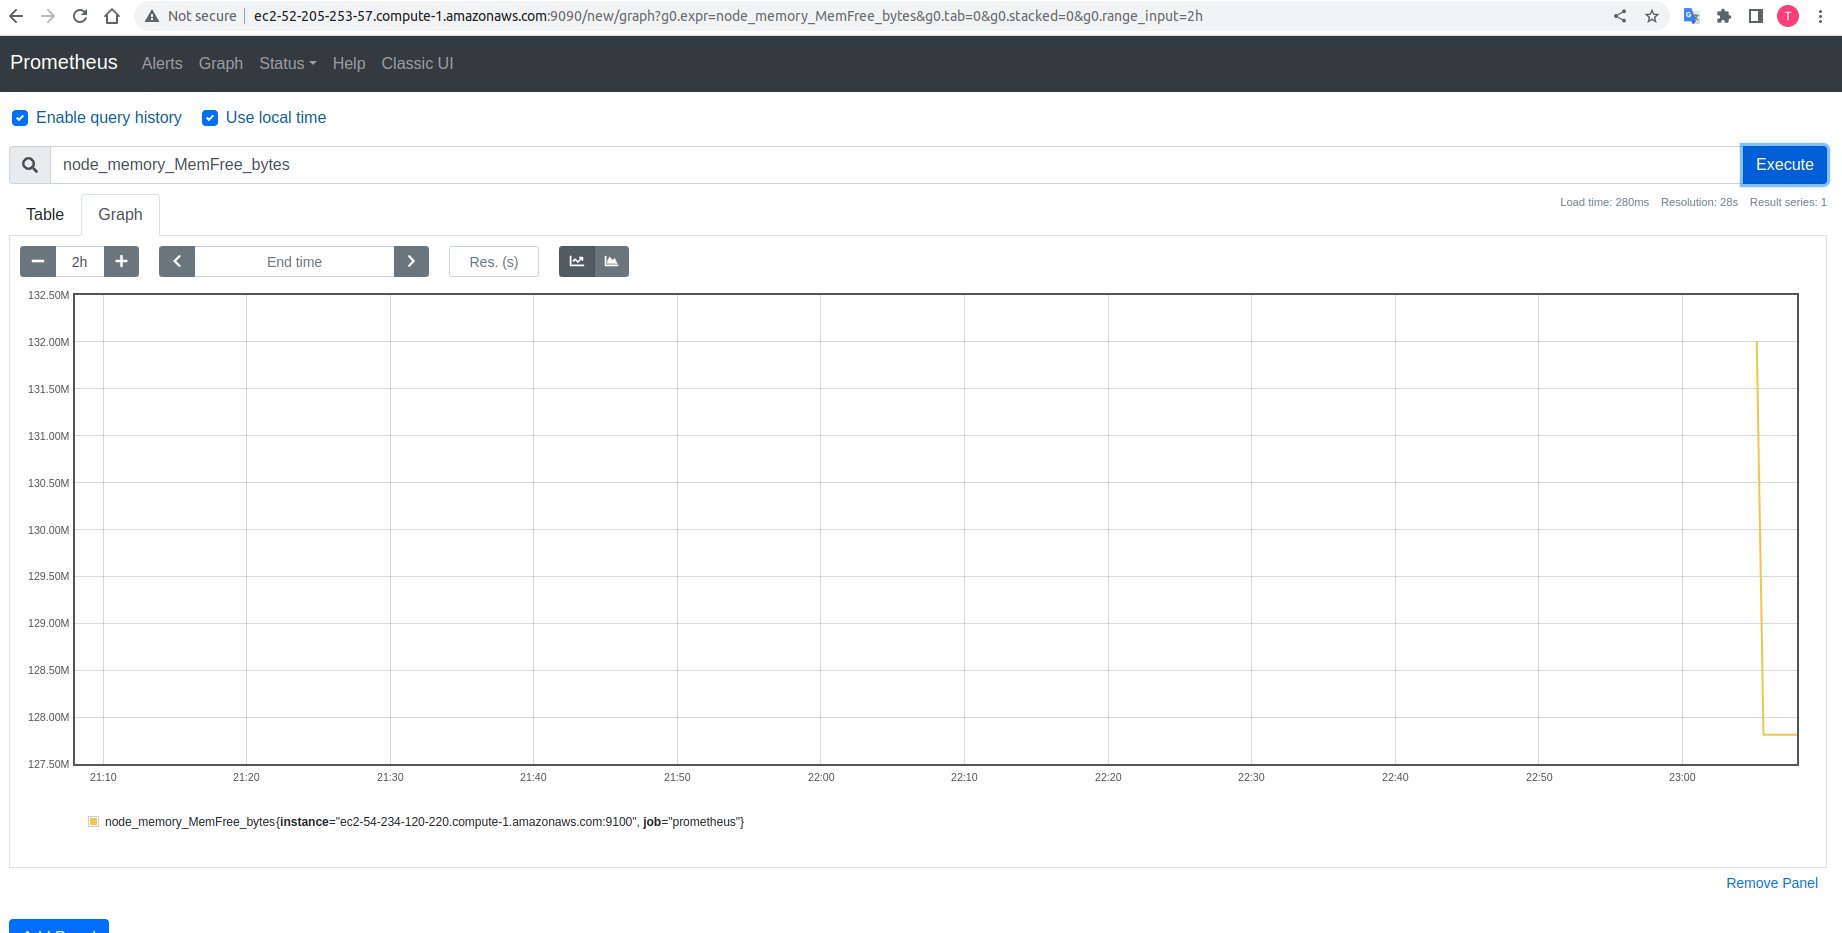 Not secure ec2-52-205-253-57.compute-1.amazonaws.com:9090/new/graph?g0.expr=node_memory_MemFree_bytes&g0.tab=0&g0.stacked=0&g0.range_input=2h T
Prometheus Alerts Graph Status Help Classic UI
Enable query history Use local time
node_memory_MemFree_bytes Execute
Table Graph Load time: 280ms Resolution: 28s Result series: 1
2h End time Res. (s)
132.50M
132.00M
131.50M
131.00M
130.50M
130.00M
129.50M
129.00M
128.50M
128.00M
127.50M
21:10 21:20 21:30 21:40 21:50 22:00 22:10 22:20 22:30 22:40 22:50 23:00
node_memory_MemFree_bytes{instance="ec2-54-234-120-220.compute-1.amazonaws.com:9100", job="prometheus"}
Remove Panel